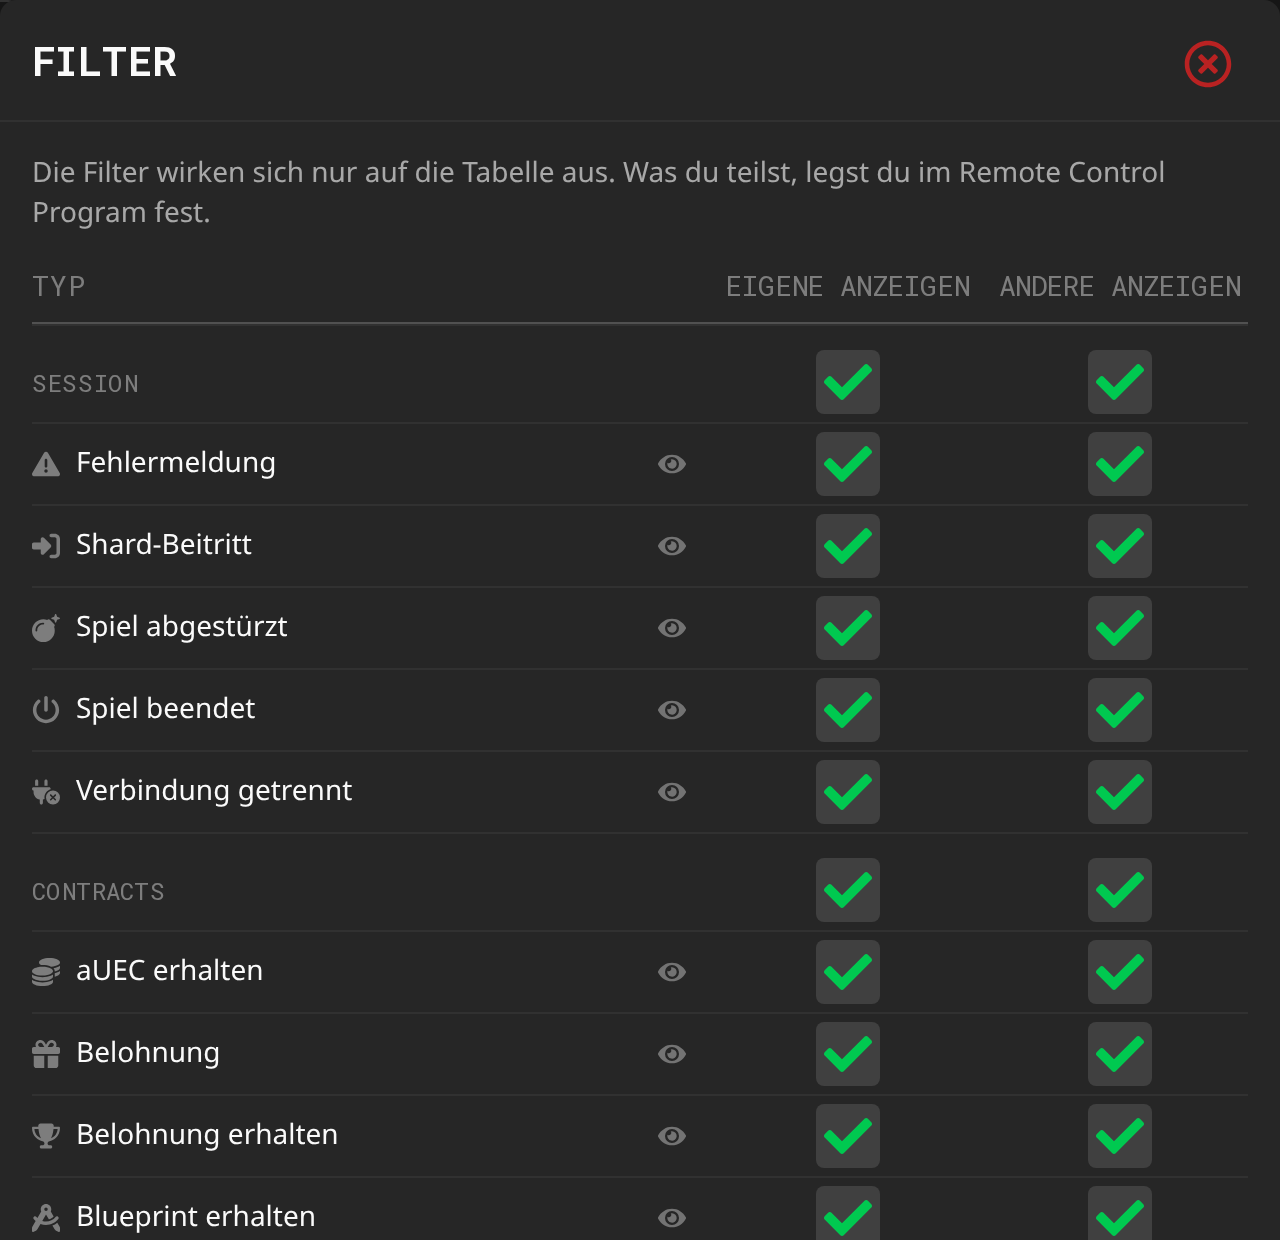 FILTER
Die Filter wirken sich nur auf die Tabelle aus. Was du teilst, legst du im Remote Control
Program fest.
TYP EIGENE ANZEIGEN ANDERE ANZEIGEN
SESSION
Fehlermeldung
Shard-Beitritt
Spiel abgestürzt
Spiel beendet
Verbindung getrennt
CONTRACTS
aUEC erhalten
Belohnung
Belohnung erhalten
Blueprint erhalten